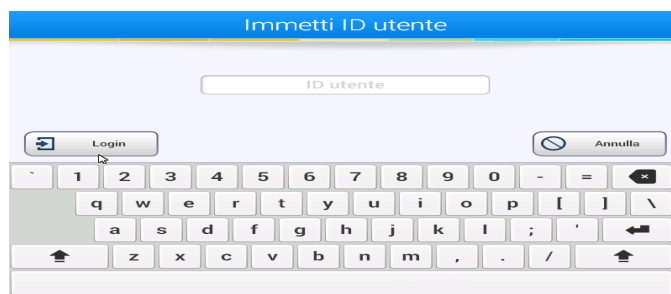 Immetti ID utente
ID utente
Login Annulla
` 1 2 3 4 5 6 7 8 9 0 - =
q w e r t y u i o p [ ] \
a s d f g h j k l ; '
z x c v b n m , . /